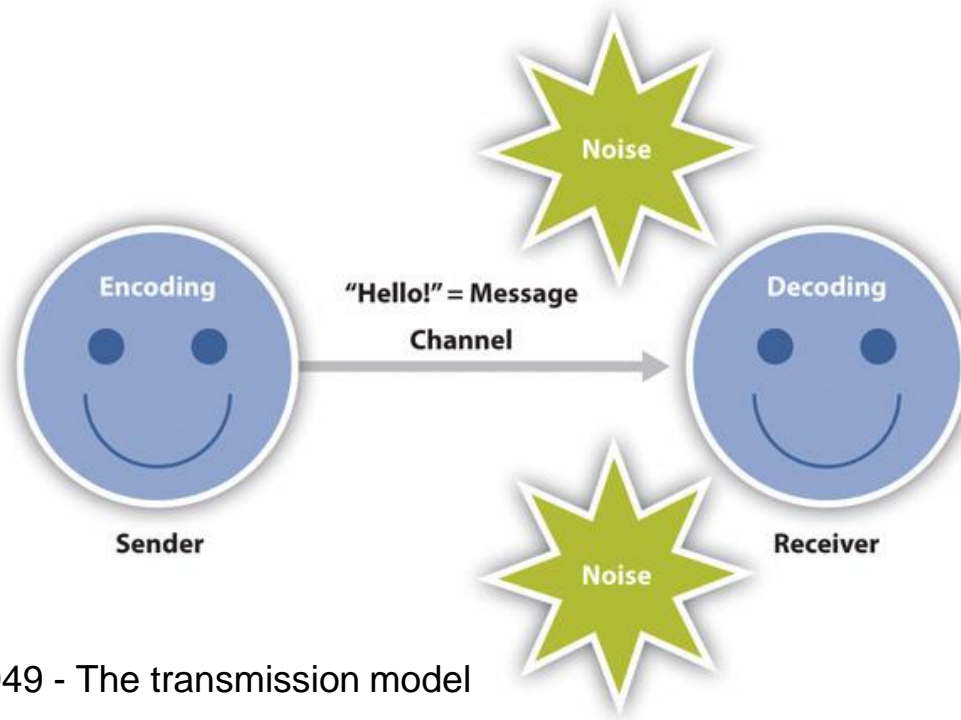 Noise
Encoding
"Hello!" = Message
Channel
Decoding
Sender
Receiver
Noise
49 - The transmission model